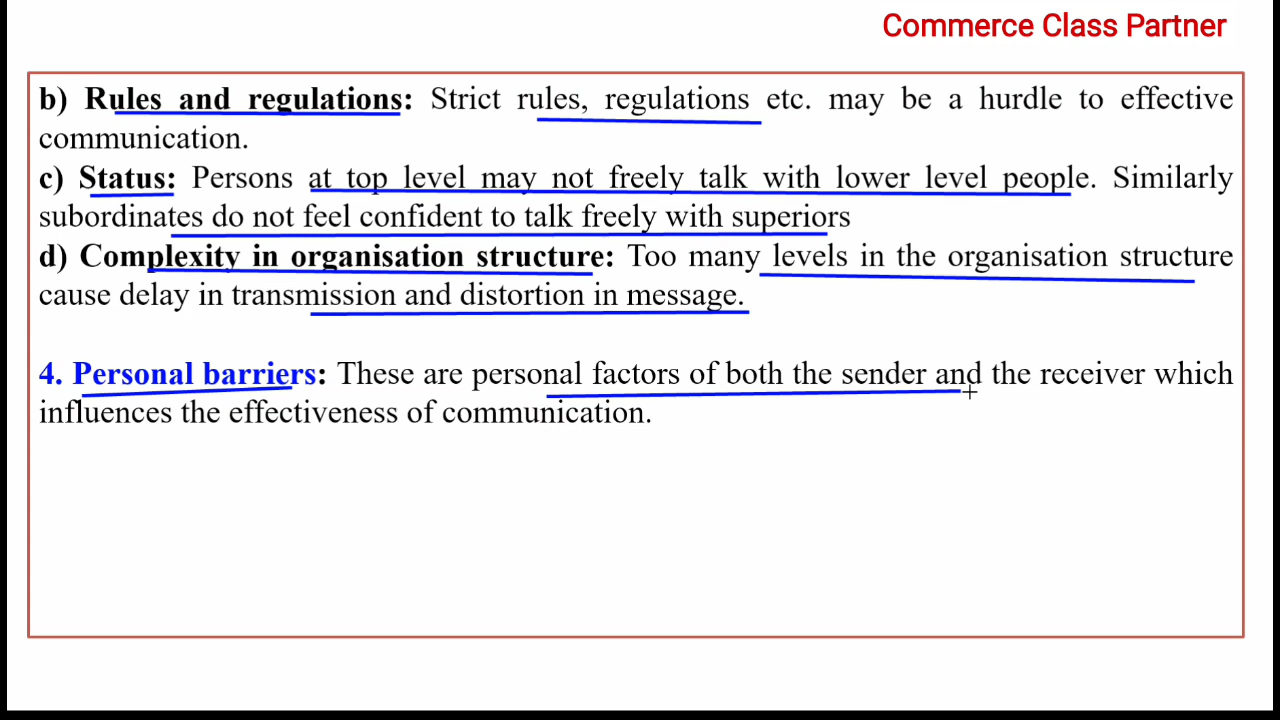 Commerce Class Partner
b) Rules and regulations: Strict rules, regulations etc. may be a hurdle to effective
communication.
c) Status: Persons at top level may not freely talk with lower level people. Similarly
subordinates do not feel confident to talk freely with superiors
d) Complexity in organisation structure: Too many levels in the organisation structure
cause delay in transmission and distortion in message.
4. Personal barriers: These are personal factors of both the sender and the receiver which
influences the effectiveness of communication.